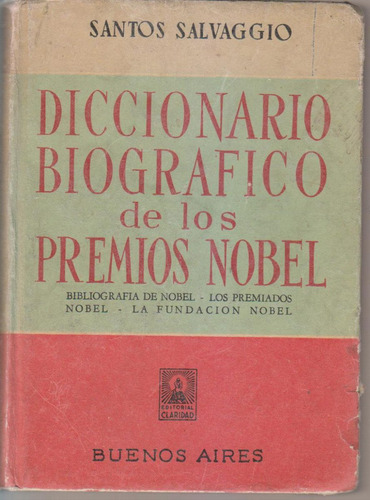 SANTOS SALVAGGIO
DICCIONARIO
BIOGRAFICO
de los
PREMIOS NOBEL
BIBLIOGRAFIA DE NOBEL - LOS PREMIADOS
NOBEL - LA FUNDACION NOBEL
EDITORIAL
CLARIDAD
BUENOS AIRES